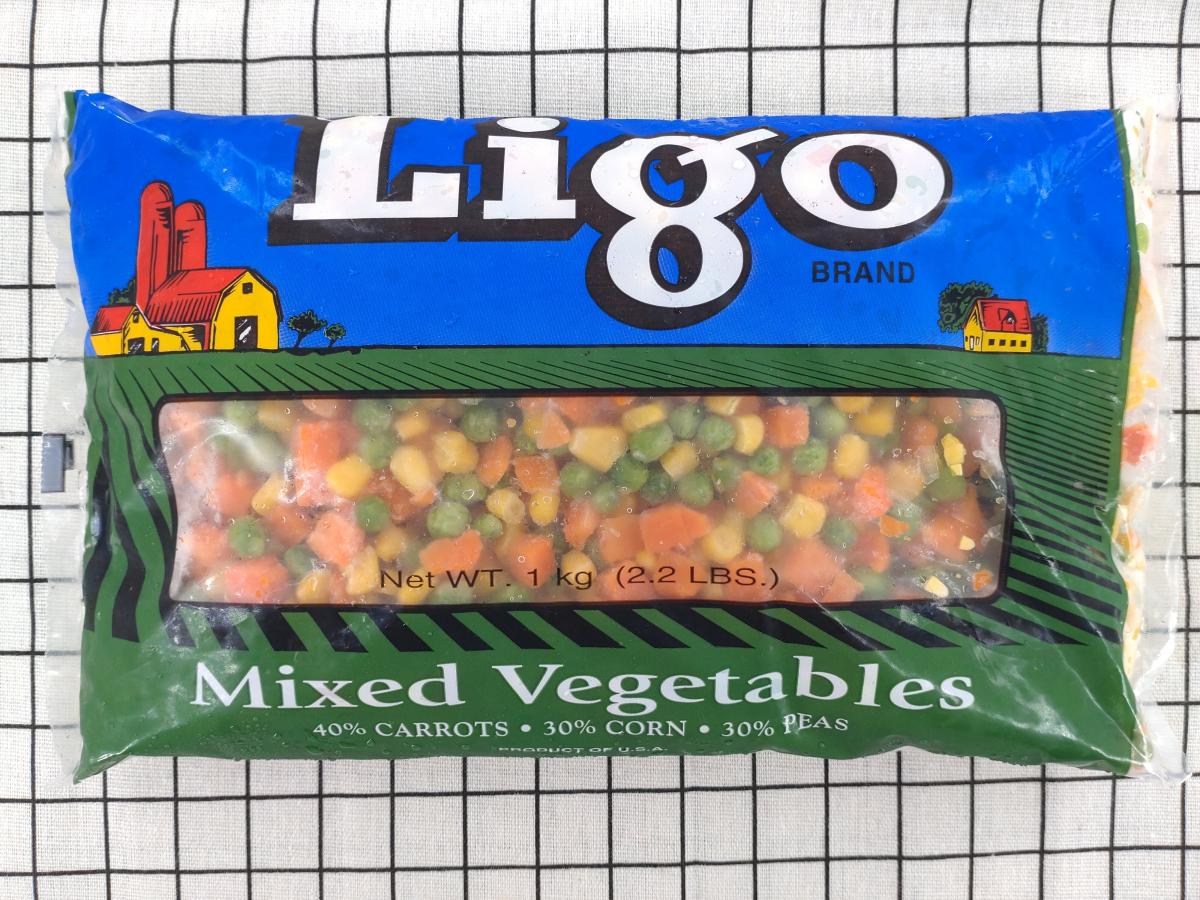 Ligo
BRAND
Net WT. 1 kg (2.2 LBS.)
Mixed Vegetables
40% CARROTS • 30% CORN • 30% PEAS
PRODUCT OF U.S.A.